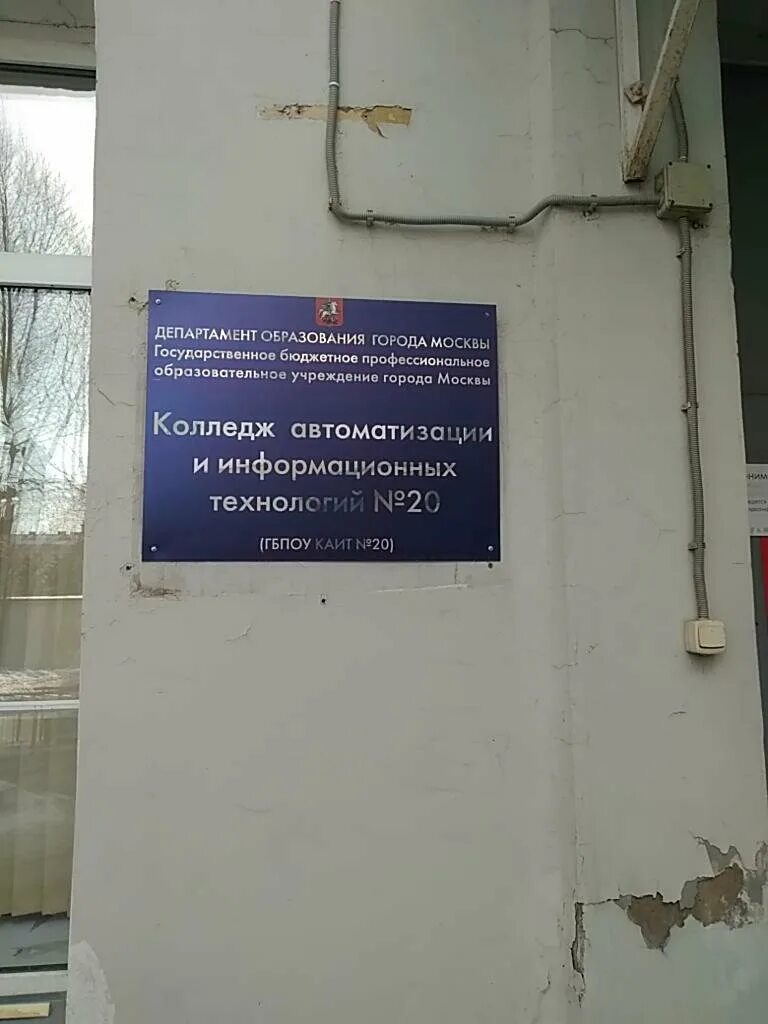 ДЕПАРТАМЕНТ ОБРАЗОВАНИЯ ГОРОДА МОСКВЫ
Государственное бюджетное профессиональное
образовательное учреждение города Москвы
Колледж автоматизации
и информационных
технологий №20
(ГБПОУ КАИТ №20)